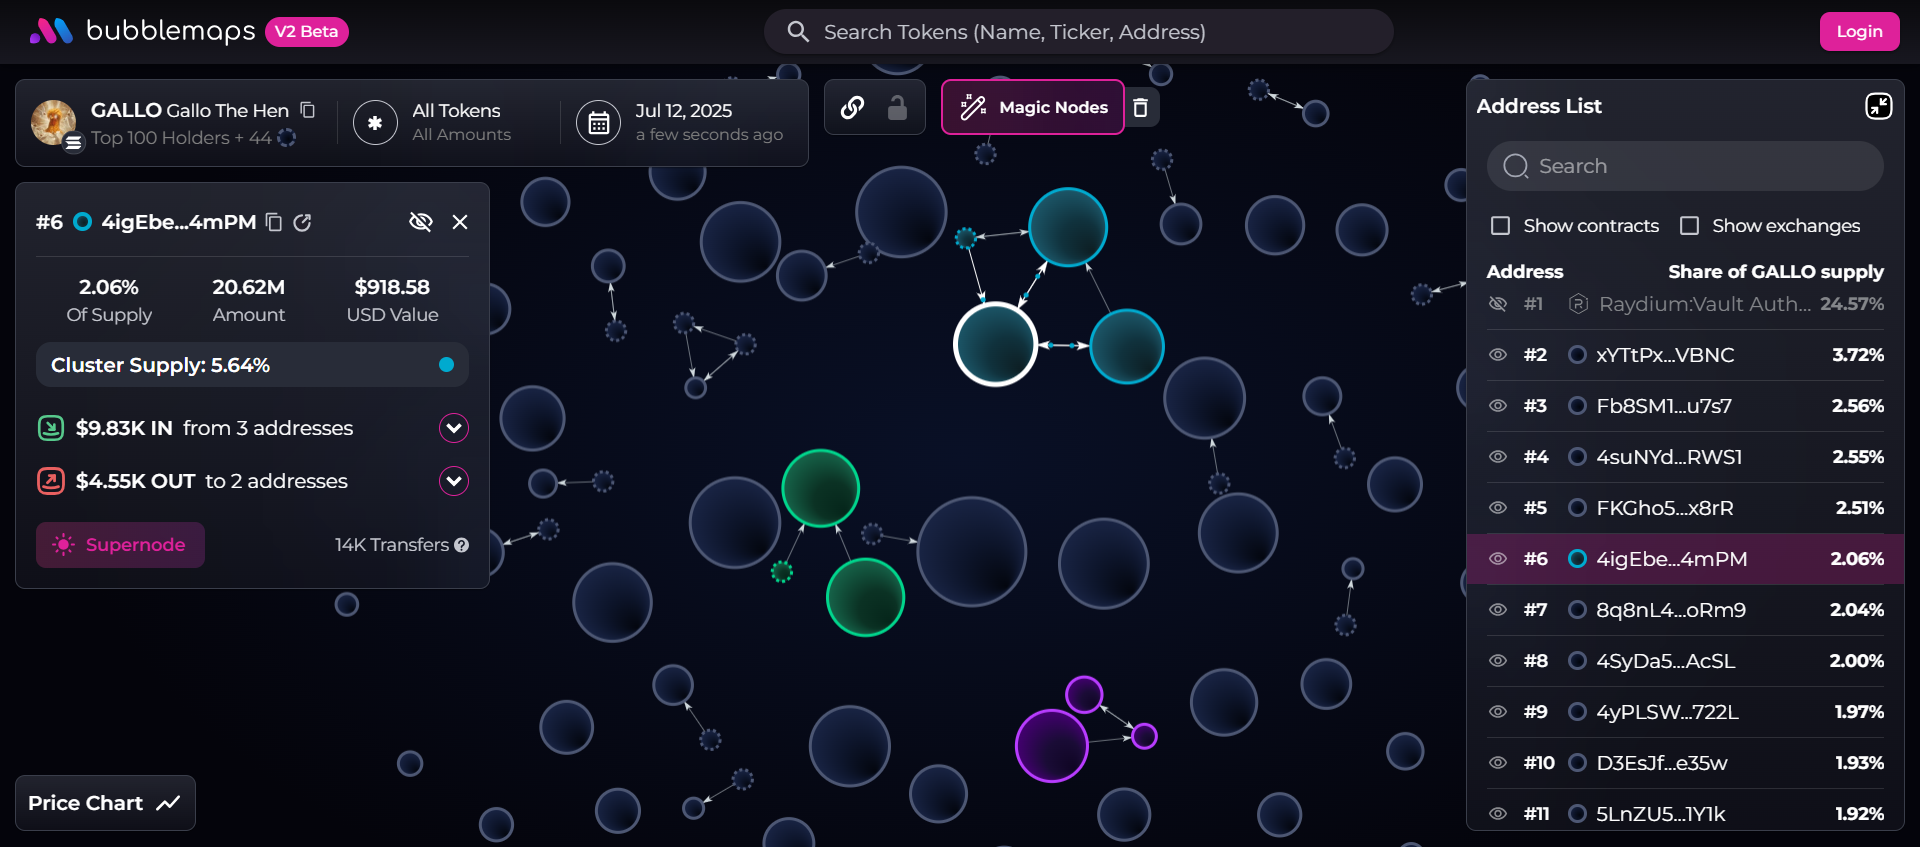 bubblemaps V2 Beta
Search Tokens (Name, Ticker, Address)
Login
GALLO Gallo The Hen
Top 100 Holders + 44
All Tokens
All Amounts
Jul 12, 2025
a few seconds ago
Magic Nodes
#6 4igEbe...4mPM
2.06% 20.62M $918.58
Of Supply Amount USD Value
Cluster Supply: 5.64%
$9.83K IN from 3 addresses
$4.55K OUT to 2 addresses
Supernode 14K Transfers ?
Price Chart
Address List
Search
Show contracts Show exchanges
Address Share of GALLO supply
#1 Raydium:Vault Auth... 24.57%
#2 xYTtPx...VBNC 3.72%
#3 Fb8SM1...u7s7 2.56%
#4 4suNYd...RWS1 2.55%
#5 FKGho5...x8rR 2.51%
#6 4igEbe...4mPM 2.06%
#7 8q8nL4...oRm9 2.04%
#8 4SyDa5...AcSL 2.00%
#9 4yPLSW...722L 1.97%
#10 D3EsJf...e35w 1.93%
#11 5LnZU5...1Y1k 1.92%